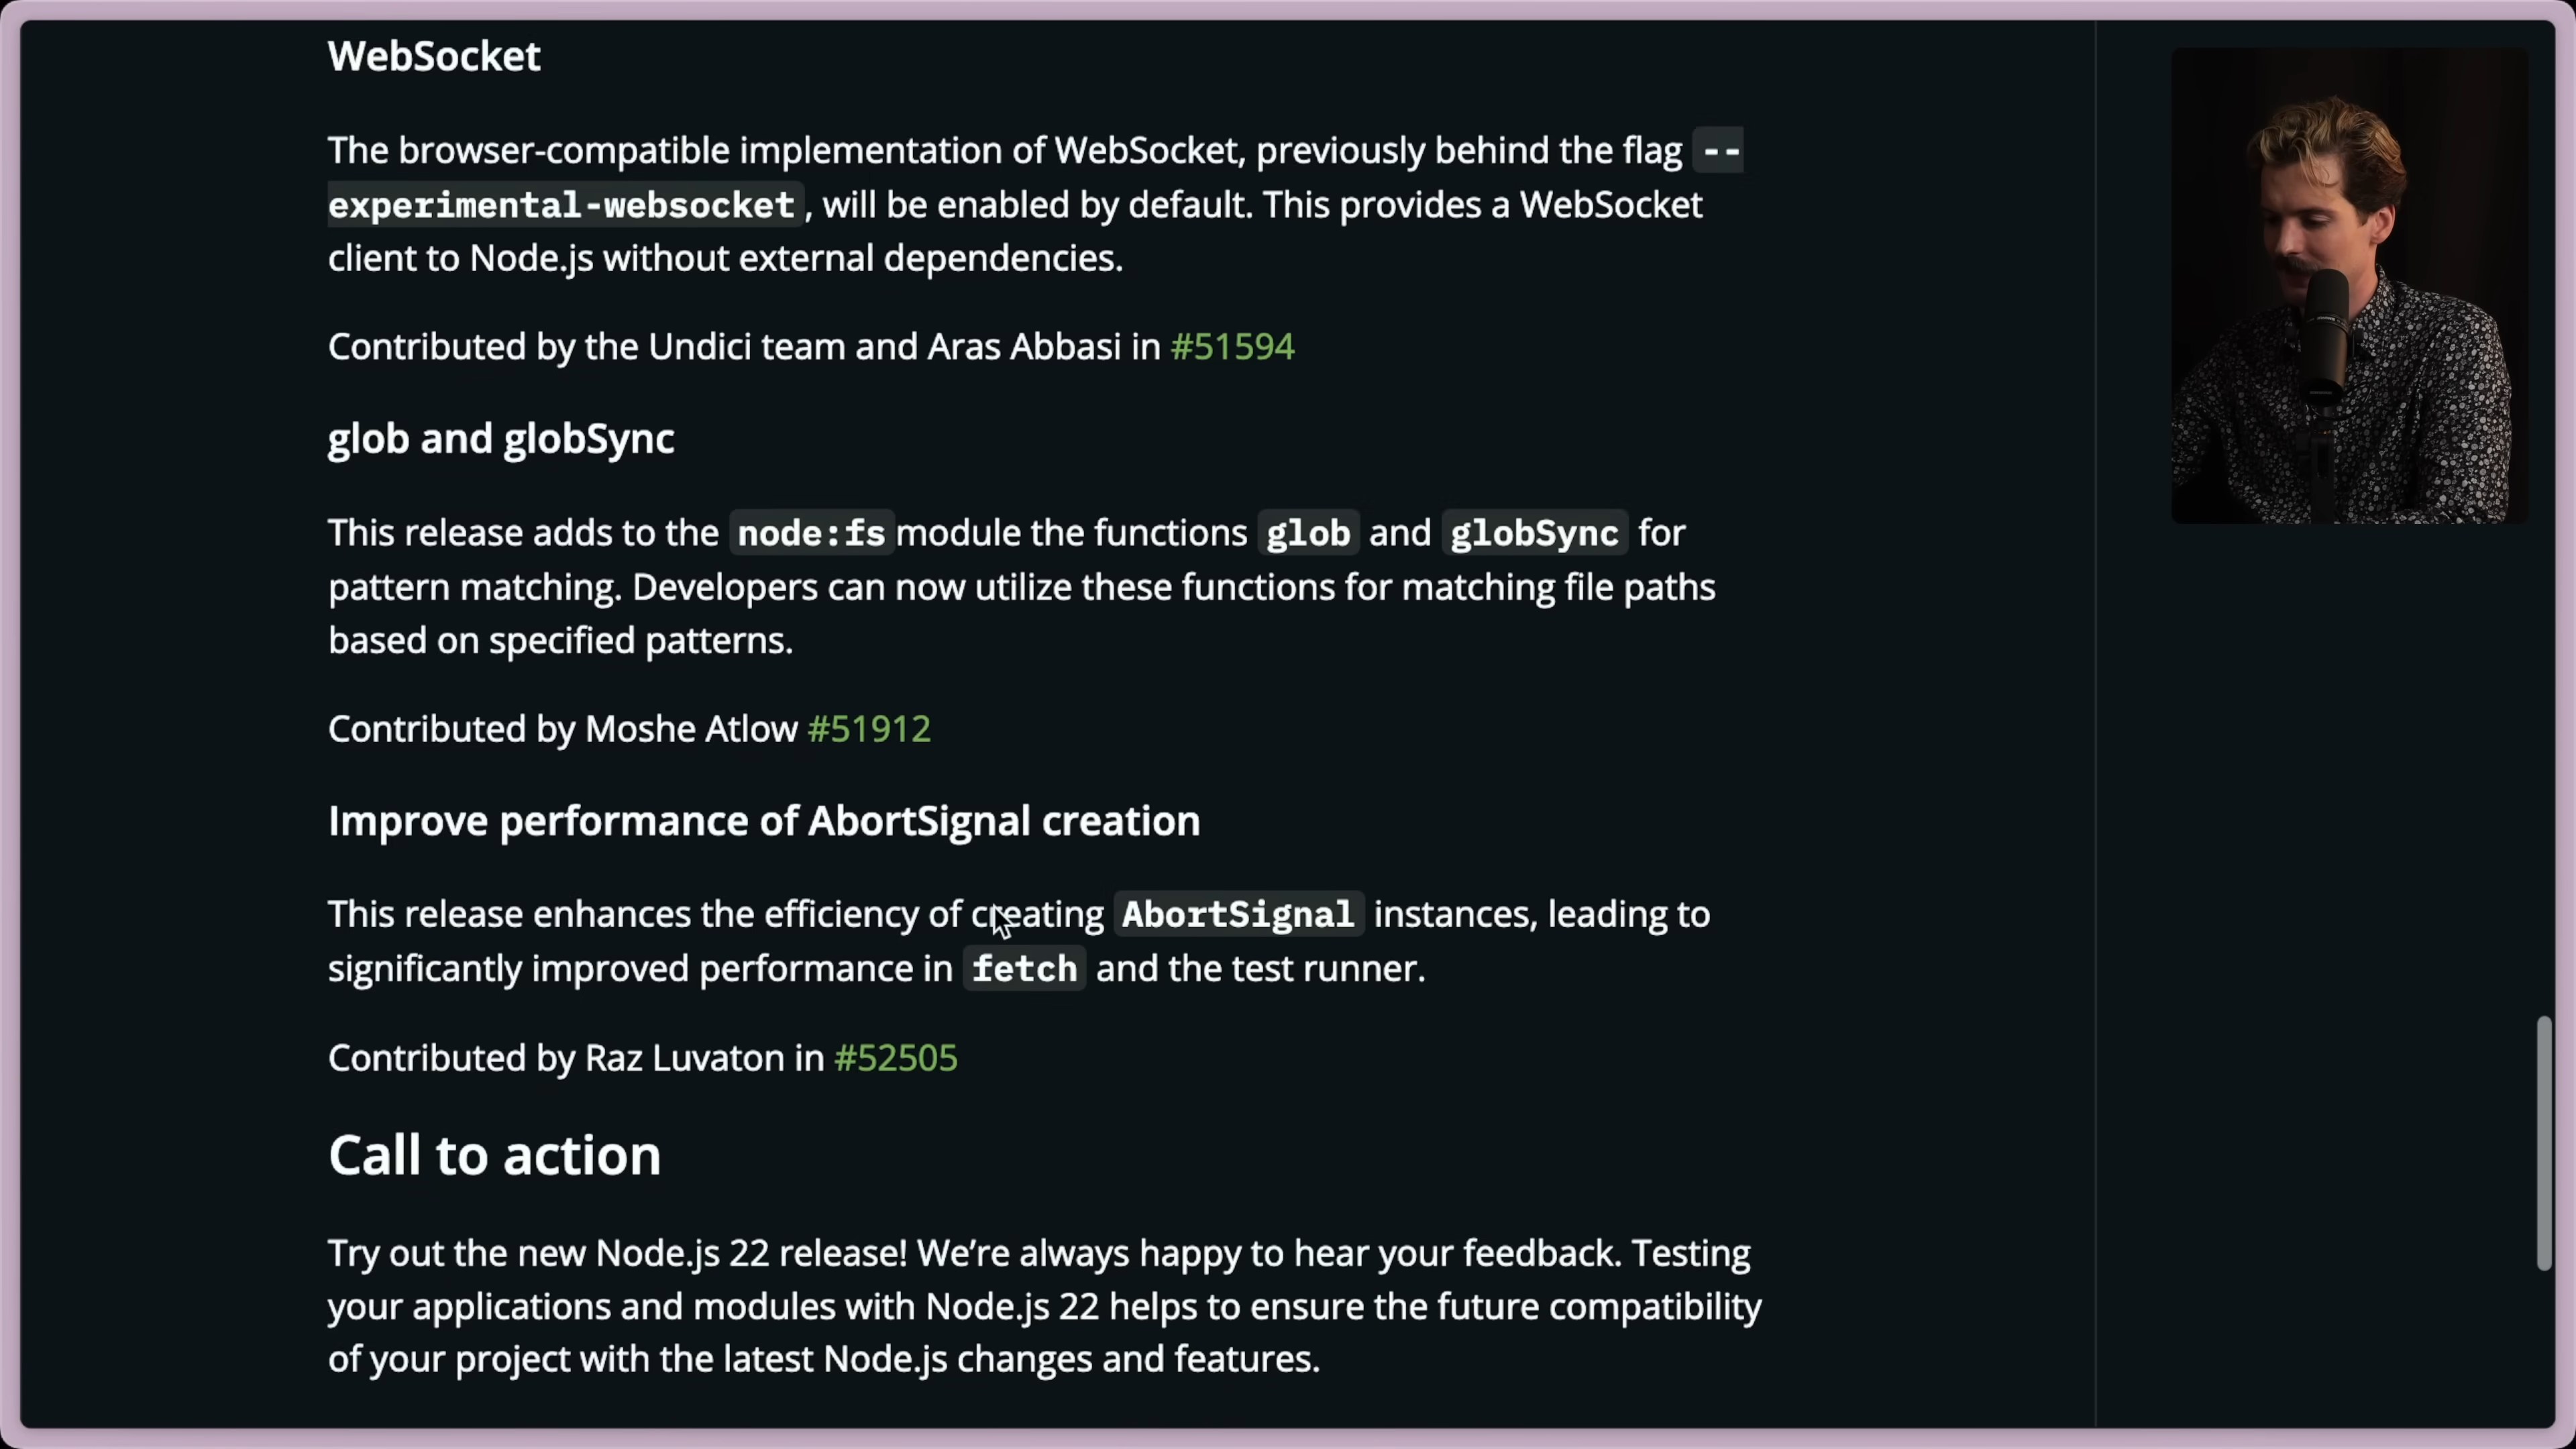 WebSocket
The browser-compatible implementation of WebSocket, previously behind the flag --
experimental-websocket, will be enabled by default. This provides a WebSocket
client to Node.js without external dependencies.
Contributed by the Undici team and Aras Abbasi in #51594
glob and globSync
This release adds to the node:fs module the functions glob and globSync for
pattern matching. Developers can now utilize these functions for matching file paths
based on specified patterns.
Contributed by Moshe Atlow #51912
Improve performance of AbortSignal creation
This release enhances the efficiency of creating AbortSignal instances, leading to
significantly improved performance in fetch and the test runner.
Contributed by Raz Luvaton in #52505
Call to action
Try out the new Node.js 22 release! We’re always happy to hear your feedback. Testing
your applications and modules with Node.js 22 helps to ensure the future compatibility
of your project with the latest Node.js changes and features.